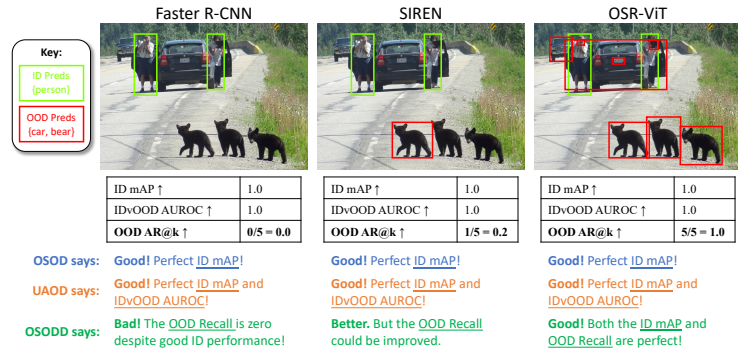 Faster R-CNN
SIREN
OSR-ViT
Key:
ID Preds
{person}
OOD Preds
{car, bear}
ID mAP ↑ 1.0
IDvOOD AUROC ↑ 1.0
OOD AR@k ↑ 0/5 = 0.0
ID mAP ↑ 1.0
IDvOOD AUROC ↑ 1.0
OOD AR@k ↑ 1/5 = 0.2
ID mAP ↑ 1.0
IDvOOD AUROC ↑ 1.0
OOD AR@k ↑ 5/5 = 1.0
OSOD says: Good! Perfect ID mAP! Good! Perfect ID mAP! Good! Perfect ID mAP!
UAOD says: Good! Perfect ID mAP and Good! Perfect ID mAP and Good! Perfect ID mAP and
IDvOOD AUROC! IDvOOD AUROC! IDvOOD AUROC!
OSODD says: Bad! The OOD Recall is zero Better. But the OOD Recall Good! Both the ID mAP and
despite good ID performance! could be improved. OOD Recall are perfect!